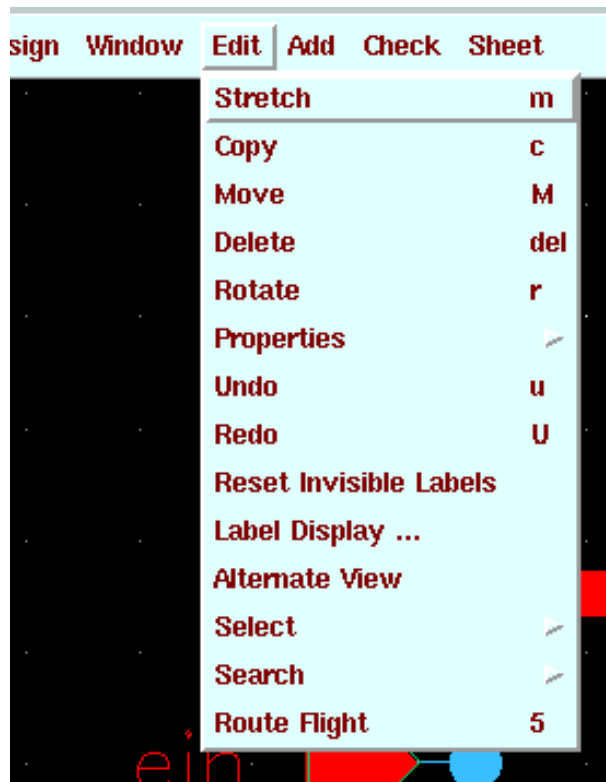 sign Window Edit Add Check Sheet
Stretch m
Copy c
Move M
Delete del
Rotate r
Properties
Undo u
Redo U
Reset Invisible Labels
Label Display ...
Alternate View
Select
Search
Route Flight 5
ein